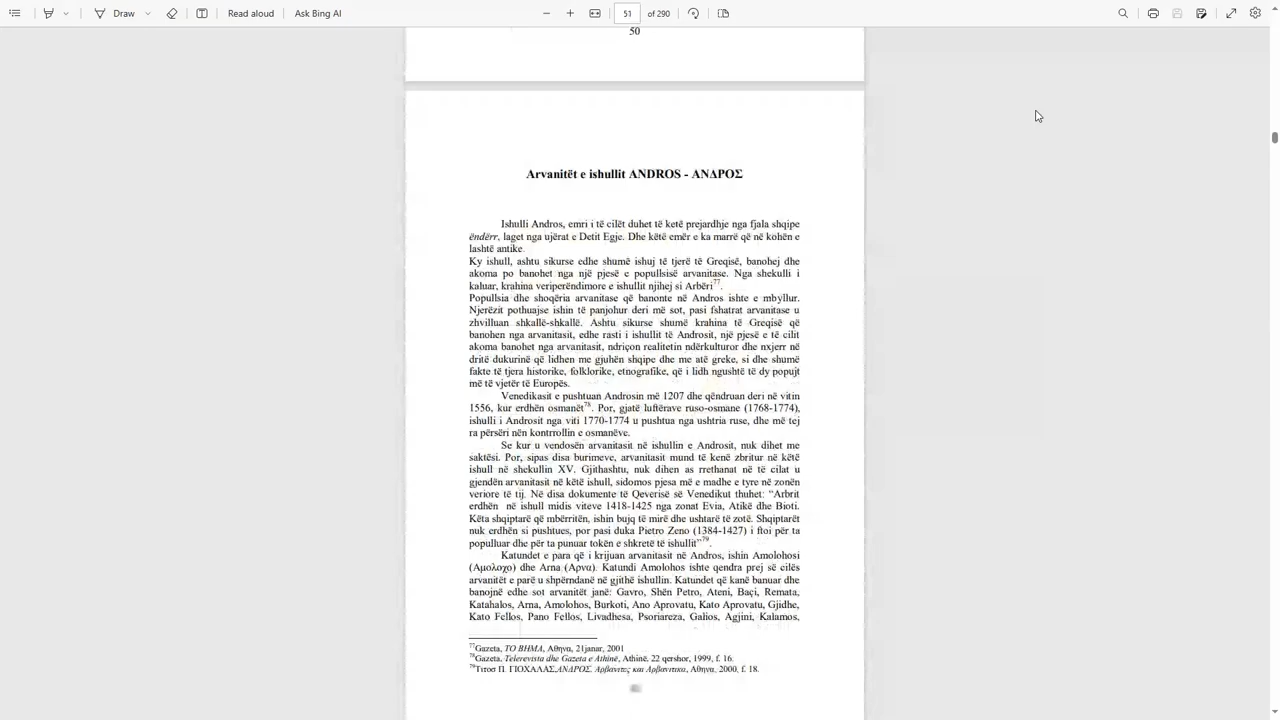 Draw
Read aloud
Ask Bing AI
51
of 290
50
Arvanitët e ishullit ANDROS - ΑΝΔΡΟΣ
Ishulli Andros, emri i të cilët duhet të ketë prejardhje nga fjala shqipe
ëndërr, laget nga ujërat e Detit Egje. Dhe këtë emër e ka marrë që në kohën e
lashtë antike.
Ky ishull, ashtu sikurse edhe shumë ishuj të tjerë të Greqisë, banohej dhe
akoma po banohet nga një pjesë e popullsisë arvanitase. Nga shekulli i
kaluar, krahina veriperëndimore e ishullit njihej si Arbëri77.
Popullsia dhe shoqëria arvanitase që banonte në Andros ishte e mbyllur.
Njerëzit pothuajse ishin të panjohur deri më sot, pasi fshatrat arvanitase u
zhvilluan shkallë-shkallë. Ashtu sikurse shumë krahina të Greqisë që
banohen nga arvanitasit, edhe rasti i ishullit të Androsit, një pjesë e të cilit
akoma banohet nga arvanitasit, ndriçon realitetin ndërkulturor dhe nxjerr në
dritë dukurinë që lidhen me gjuhën shqipe dhe me atë greke, si dhe shumë
fakte të tjera historike, folklorike, etnografike, që i lidh ngushtë të dy popujt
më të vjetër të Europës.
Venedikasit e pushtuan Androsin më 1207 dhe qëndruan deri në vitin
1556, kur erdhën osmanët78. Por, gjatë luftërave ruso-osmane (1768-1774),
ishulli i Androsit nga viti 1770-1774 u pushtua nga ushtria ruse, dhe më tej
ra përsëri nën kontrrollin e osmanëve.
Se kur u vendosën arvanitasit në ishullin e Androsit, nuk dihet me
saktësi. Por, sipas disa burimeve, arvanitasit mund të kenë zbritur në këtë
ishull në shekullin XV. Gjithashtu, nuk dihen as rrethanat në të cilat u
gjendën arvanitasit në këtë ishull, sidomos pjesa më e madhe e tyre në zonën
veriore të tij. Në disa dokumente të Qeverisë së Venedikut thuhet: "Arbrit
erdhën në ishull midis viteve 1418-1425 nga zonat Evia, Atikë dhe Bioti.
Këta shqiptarë që mbërritën, ishin bujq të mirë dhe ushtarë të zotë. Shqiptarët
nuk erdhën si pushtues, por pasi duka Pietro Zeno (1384-1427) i ftoi për ta
populluar dhe për ta punuar tokën e shkretë të ishullit"79.
Katundet e para që i krijuan arvanitasit në Andros, ishin Amolohosi
(Αμολοχο) dhe Arna (Αρνα). Katundi Amolohos ishte qendra prej së cilës
arvanitët e parë u shpërndanë në gjithë ishullin. Katundet që kanë banuar dhe
banojnë edhe sot arvanitët janë: Gavro, Shën Petro, Ateni, Baçi, Remata,
Katahalos, Arna, Amolohos, Burkoti, Ano Aprovatu, Kato Aprovatu, Gjidhe,
Kato Fellos, Pano Fellos, Livadhesa, Psoriareza, Galios, Agjini, Kalamos,
77Gazeta, ΤΟ ΒΗΜΑ, Αθηνα, 21janar, 2001
78Gazeta, Telerevista dhe Gazeta e Athinë, Athinë, 22 qershor, 1999, f. 16.
79Τιτοσ Π. ΓΙΟΧΑΛΑΣ,ΑΝΔΡΟΣ. Αρβανιτες και Αρβανιτικα, Αθηνα, 2000, f. 18.